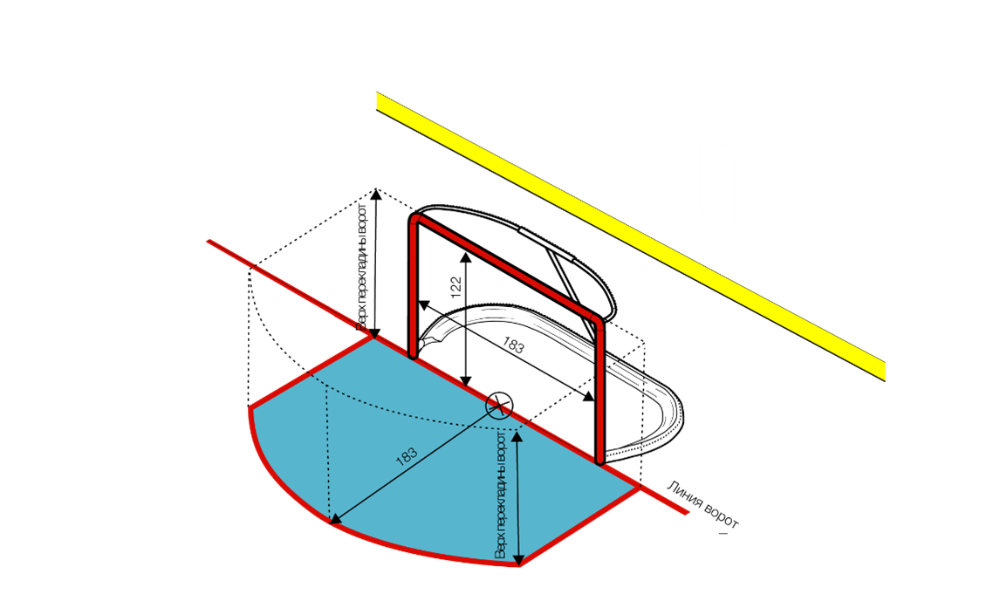 Верх перекладины ворот
122
183
183
Верх перекладины ворот
Линия ворот